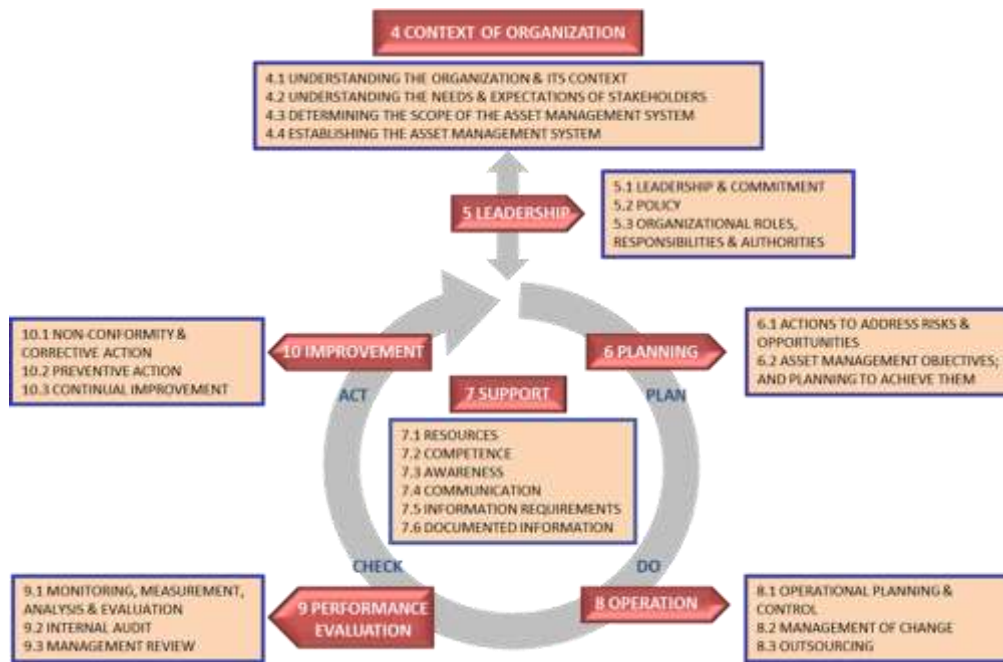 4 CONTEXT OF ORGANIZATION
4.1 UNDERSTANDING THE ORGANIZATION & ITS CONTEXT
4.2 UNDERSTANDING THE NEEDS & EXPECTATIONS OF STAKEHOLDERS
4.3 DETERMINING THE SCOPE OF THE ASSET MANAGEMENT SYSTEM
4.4 ESTABLISHING THE ASSET MANAGEMENT SYSTEM
5 LEADERSHIP
5.1 LEADERSHIP & COMMITMENT
5.2 POLICY
5.3 ORGANIZATIONAL ROLES,
RESPONSIBILITIES & AUTHORITIES
10.1 NON-CONFORMITY &
CORRECTIVE ACTION
10.2 PREVENTIVE ACTION
10.3 CONTINUAL IMPROVEMENT
10 IMPROVEMENT
ACT
6 PLANNING
PLAN
6.1 ACTIONS TO ADDRESS RISKS &
OPPORTUNITIES
6.2 ASSET MANAGEMENT OBJECTIVES;
AND PLANNING TO ACHIEVE THEM
7 SUPPORT
7.1 RESOURCES
7.2 COMPETENCE
7.3 AWARENESS
7.4 COMMUNICATION
7.5 INFORMATION REQUIREMENTS
7.6 DOCUMENTED INFORMATION
CHECK
DO
9.1 MONITORING, MEASUREMENT,
ANALYSIS & EVALUATION
9.2 INTERNAL AUDIT
9.3 MANAGEMENT REVIEW
9 PERFORMANCE
EVALUATION
8 OPERATION
8.1 OPERATIONAL PLANNING &
CONTROL
8.2 MANAGEMENT OF CHANGE
8.3 OUTSOURCING